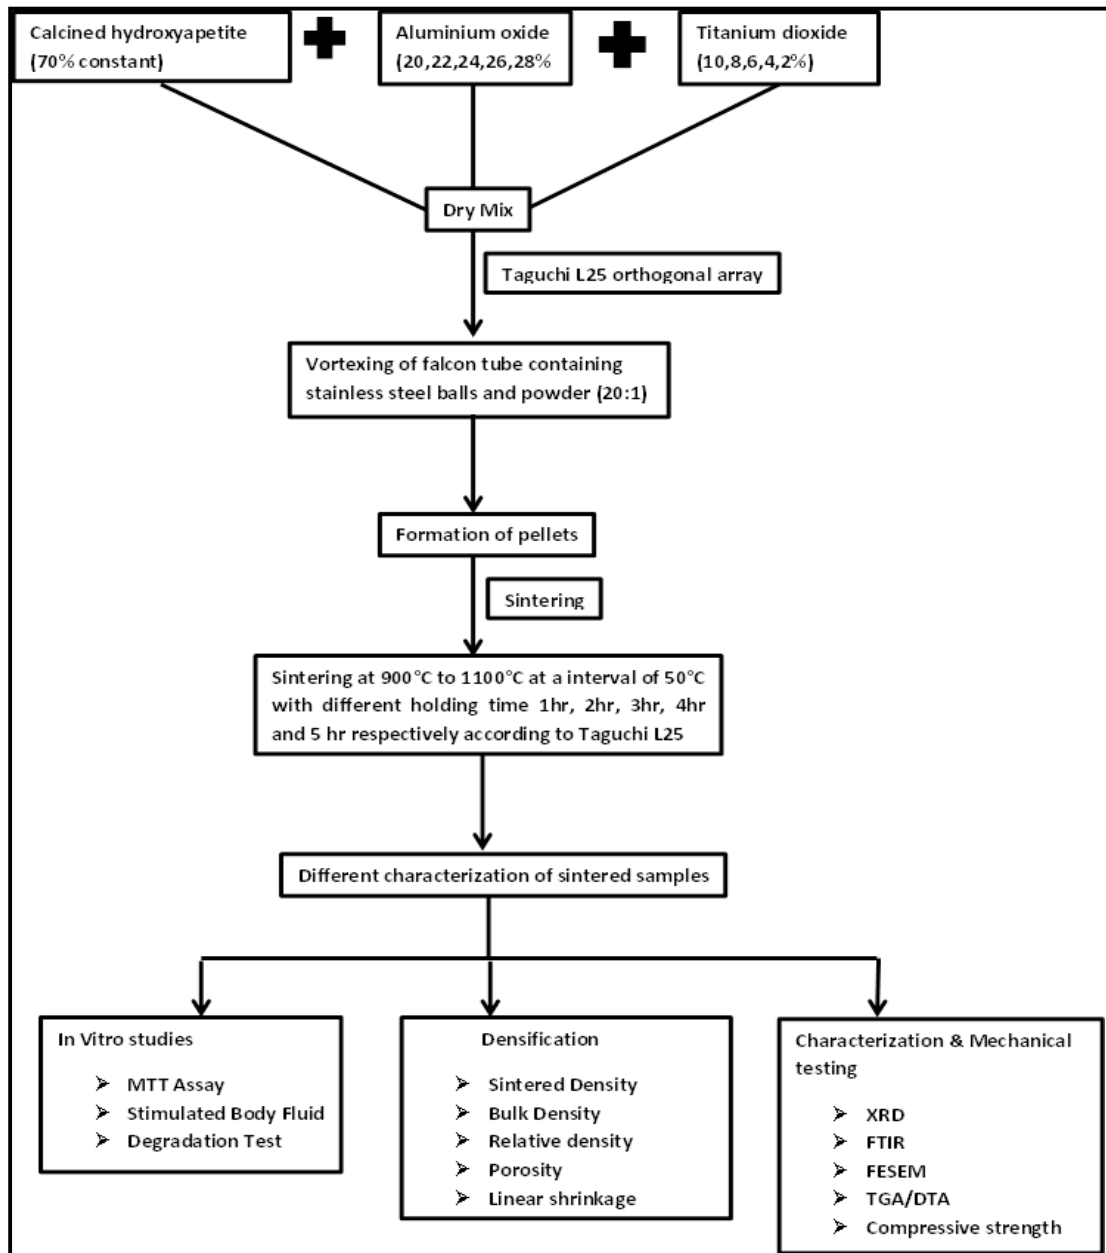 Calcined hydroxyapetite
(70% constant)
Aluminium oxide
(20,22,24,26,28%
Titanium dioxide
(10,8,6,4,2%)
Dry Mix
Taguchi L25 orthogonal array
Vortexing of falcon tube containing
stainless steel balls and powder (20:1)
Formation of pellets
Sintering
Sintering at 900°C to 1100°C at a interval of 50°C
with different holding time 1hr, 2hr, 3hr, 4hr
and 5 hr respectively according to Taguchi L25
Different characterization of sintered samples
In Vitro studies
➢ MTT Assay
➢ Stimulated Body Fluid
➢ Degradation Test
Densification
➢ Sintered Density
➢ Bulk Density
➢ Relative density
➢ Porosity
➢ Linear shrinkage
Characterization & Mechanical
testing
➢ XRD
➢ FTIR
➢ FESEM
➢ TGA/DTA
➢ Compressive strength